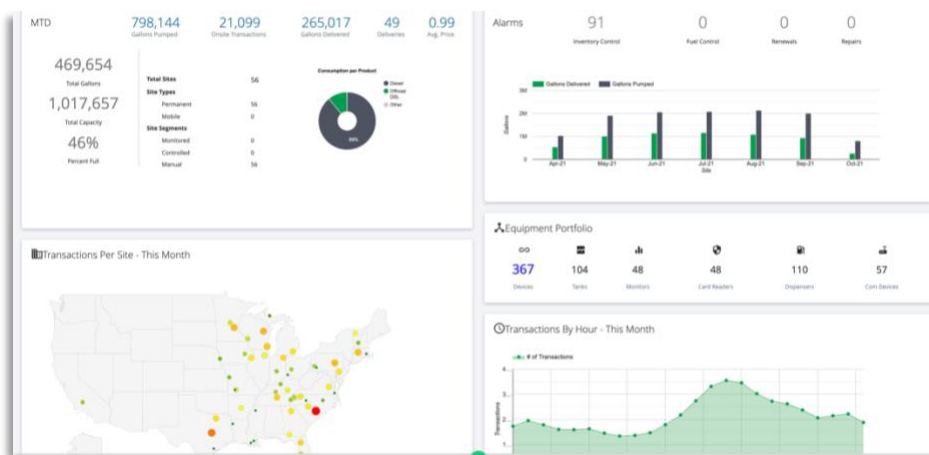 MTD
798,144 21,099 265,017 49 0.99
Gallons Pumped Onsite Transactions Gallons Delivered Deliveries Avg. Price
469,654
Total Gallons
1,017,657
Total Capacity
46%
Percent Full
Total Sites 56
Site Types
Permanent 56
Mobile 0
Site Segments
Monitored 0
Controlled 0
Manual 56
Consumption per Product
Diesel
Offroad
DSL
Other
Alarms
91 0 0 0
Inventory Control Fuel Control Renewals Repairs
Gallons Delivered Gallons Pumped
3M
2M
1M
0
Gallons
Apr-21 May-21 Jun-21 Jul-21 Aug-21 Sep-21 Oct-21
Site
Equipment Portfolio
367 104 48 48 110 57
Devices Tanks Monitors Card Readers Dispensers Com Devices
Transactions Per Site - This Month
Transactions By Hour - This Month
# of Transactions
4
3
2
1
Transactions